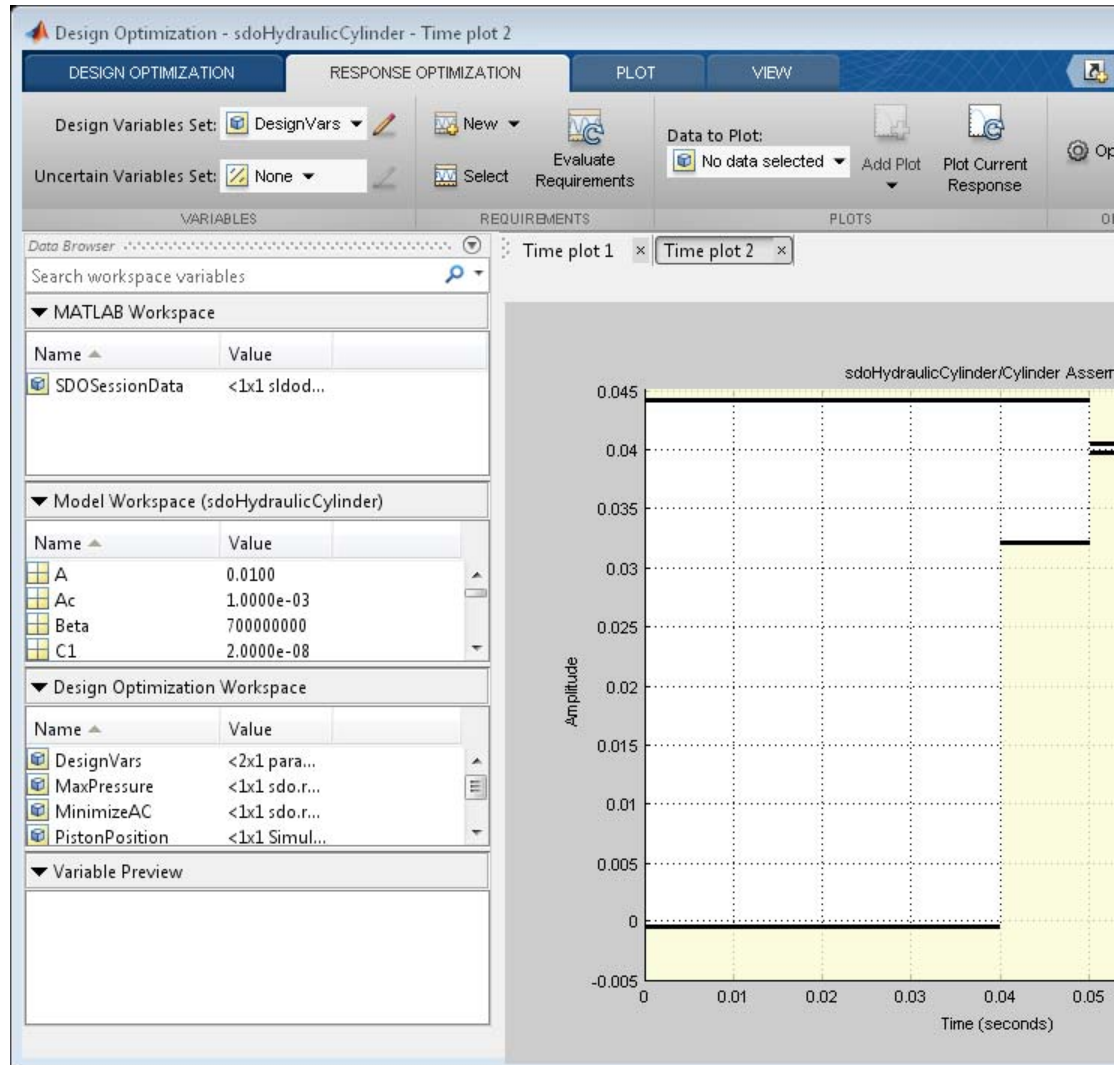 Design Optimization - sdoHydraulicCylinder - Time plot 2
DESIGN OPTIMIZATION RESPONSE OPTIMIZATION PLOT VIEW
Design Variables Set: DesignVars New Data to Plot:
Uncertain Variables Set: None Select Evaluate Requirements No data selected Add Plot Plot Current Response
VARIABLES REQUIREMENTS PLOTS
Data Browser Time plot 1 × Time plot 2 ×
Search workspace variables
MATLAB Workspace
Name Value
SDOSessionData <1x1 sldod...
Model Workspace (sdoHydraulicCylinder)
Name Value
A 0.0100
Ac 1.0000e-03
Beta 700000000
C1 2.0000e-08
Design Optimization Workspace
Name Value
DesignVars <2x1 para...
MaxPressure <1x1 sdo.r...
MinimizeAC <1x1 sdo.r...
PistonPosition <1x1 Simul...
Variable Preview
sdoHydraulicCylinder/Cylinder Assem
0.045
0.04
0.035
0.03
0.025
0.02
0.015
0.01
0.005
0
-0.005
Amplitude
0 0.01 0.02 0.03 0.04 0.05
Time (seconds)